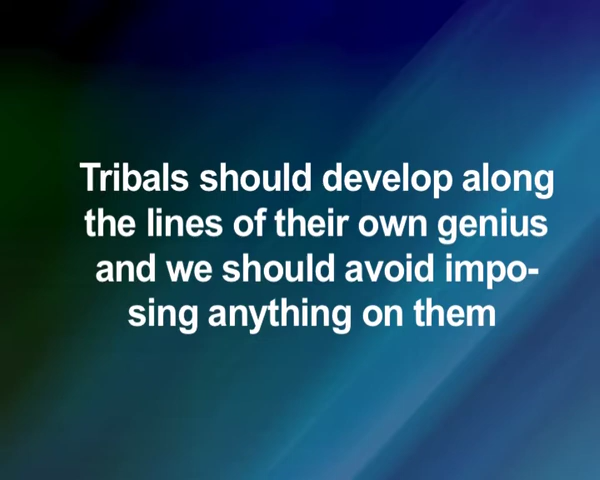 Tribals should develop along
the lines of their own genius
and we should avoid impo-
sing anything on them